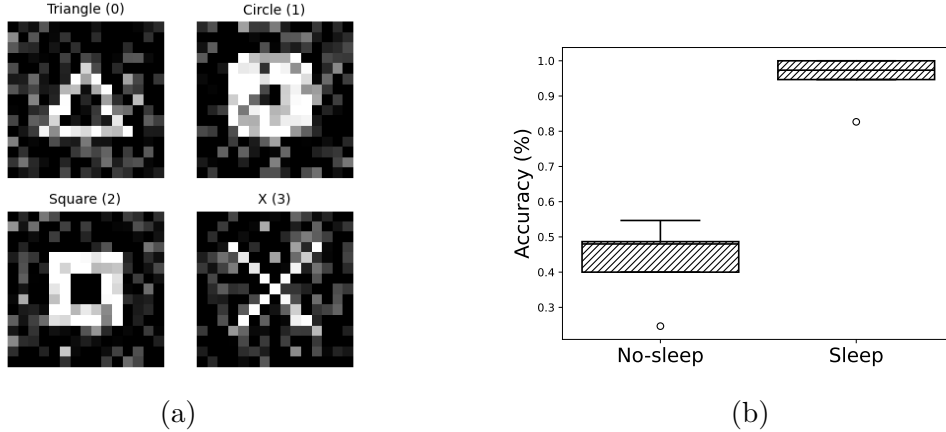 Triangle (0)
Circle (1)
Square (2)
X (3)
(a)
Accuracy (%)
1.0
0.9
0.8
0.7
0.6
0.5
0.4
0.3
No-sleep
Sleep
(b)